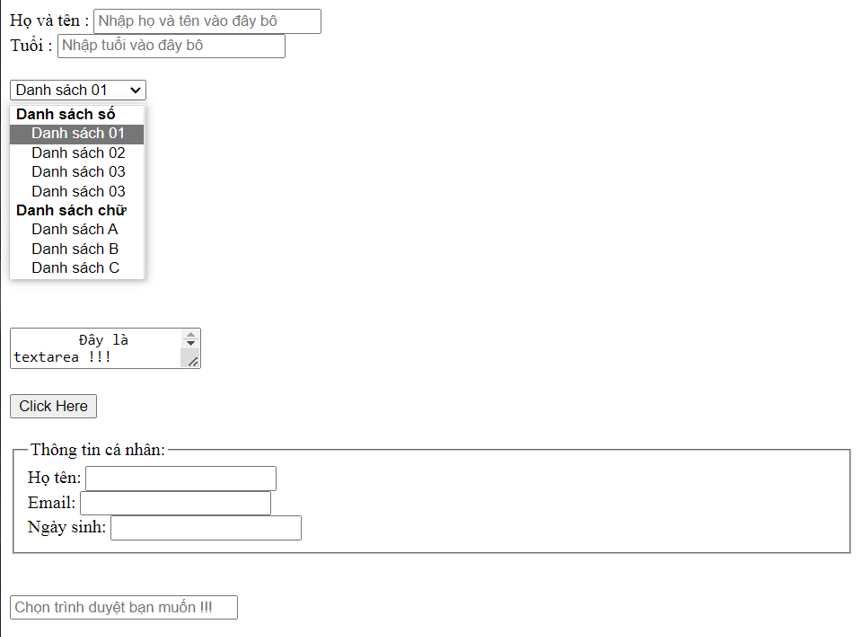 Họ và tên : Nhập họ và tên vào đây bô
Tuổi : Nhập tuổi vào đây bô
Danh sách 01
Danh sách số
Danh sách 01
Danh sách 02
Danh sách 03
Danh sách 03
Danh sách chữ
Danh sách A
Danh sách B
Danh sách C
Đây là
textarea !!!
Click Here
Thông tin cá nhân:
Họ tên:
Email:
Ngày sinh:
Chọn trình duyệt bạn muốn !!!